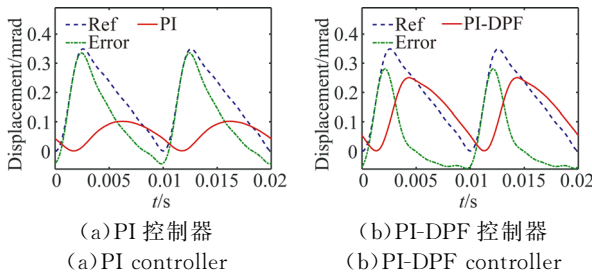 Displacement/mrad
Ref
PI
Error
0.4
0.3
0.2
0.1
0
0
0.005
0.01
0.015
0.02
t/s
(a)PI 控制器
(a)PI controller
Displacement/mrad
Ref
PI-DPF
Error
0.4
0.3
0.2
0.1
0
0
0.005
0.01
0.015
0.02
t/s
(b)PI-DPF 控制器
(b)PI-DPF controller